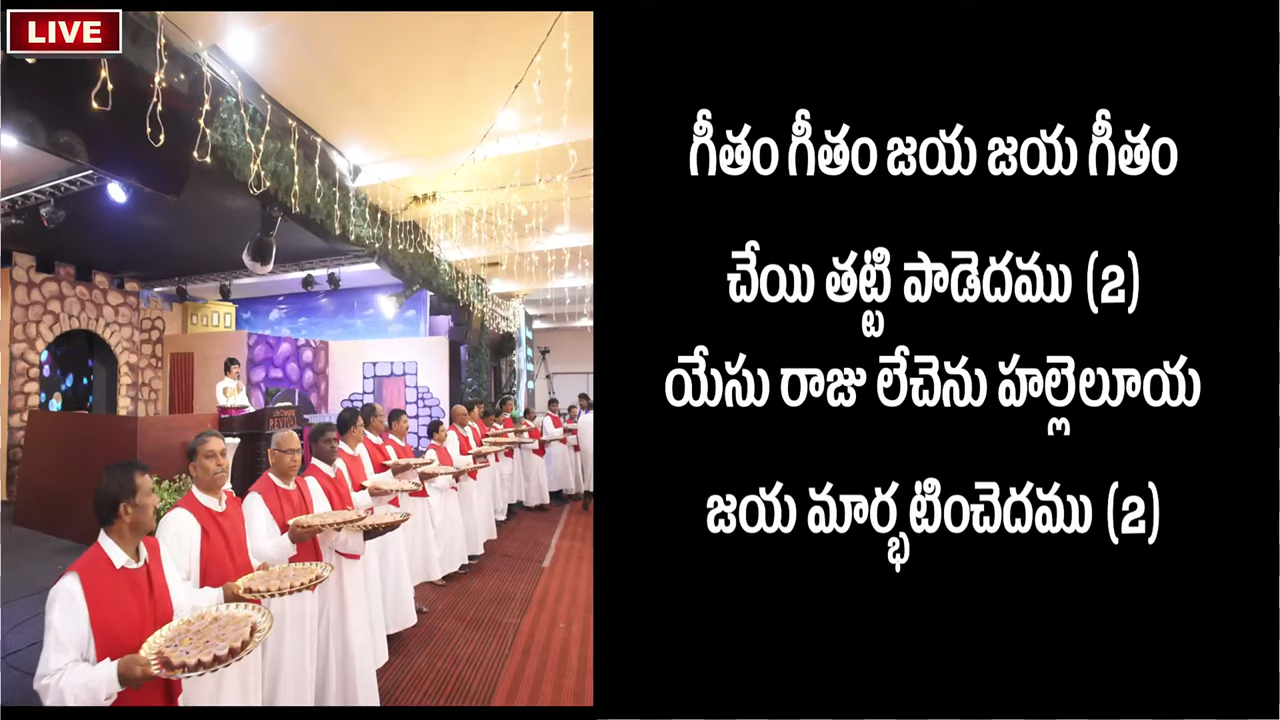 LIVE
గీతం గీతం జయ జయ గీతం
చేయి తట్టి పాడెదము (2)
యేసు రాజు లేచెను హల్లెలూయ
జయ మార్భటించెదము (2)